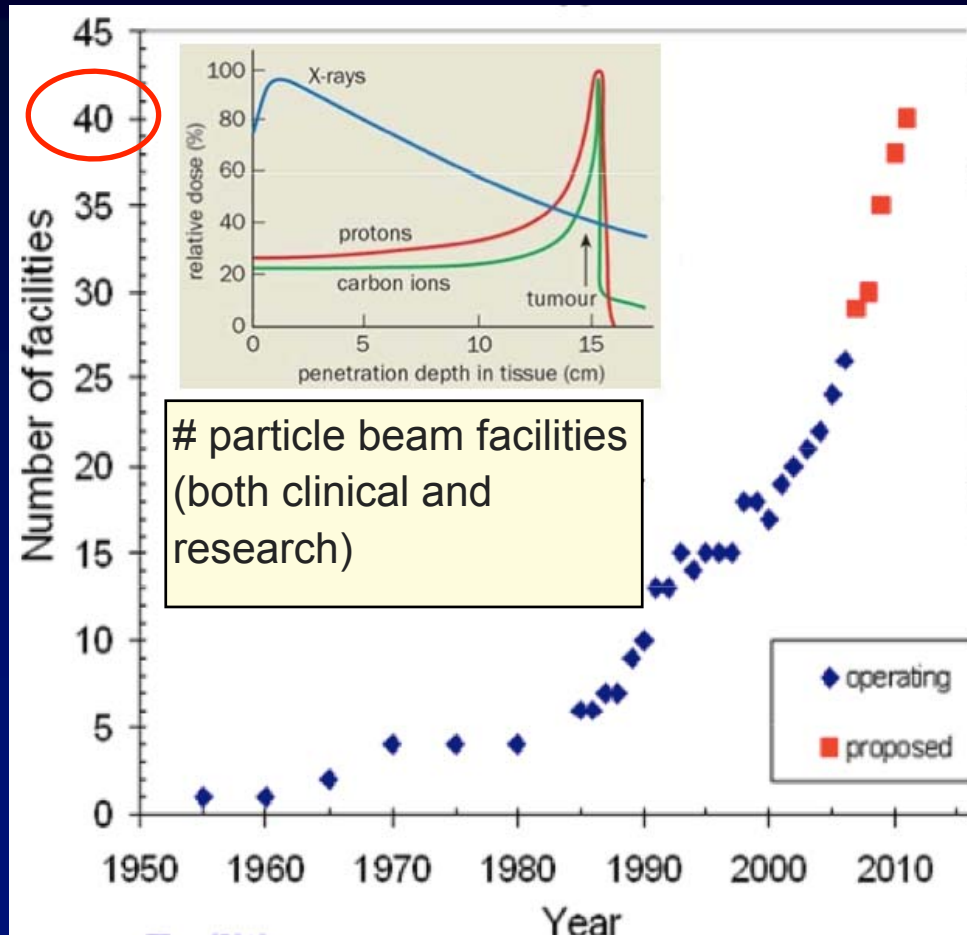 45
40
35
30
25
20
15
10
5
0
Number of facilities
1950 1960 1970 1980 1990 2000 2010
Year
100
80
60
40
20
0
relative dose (%)
X-rays
protons
carbon ions
tumour
0 5 10 15
penetration depth in tissue (cm)
# particle beam facilities
(both clinical and
research)
operating
proposed